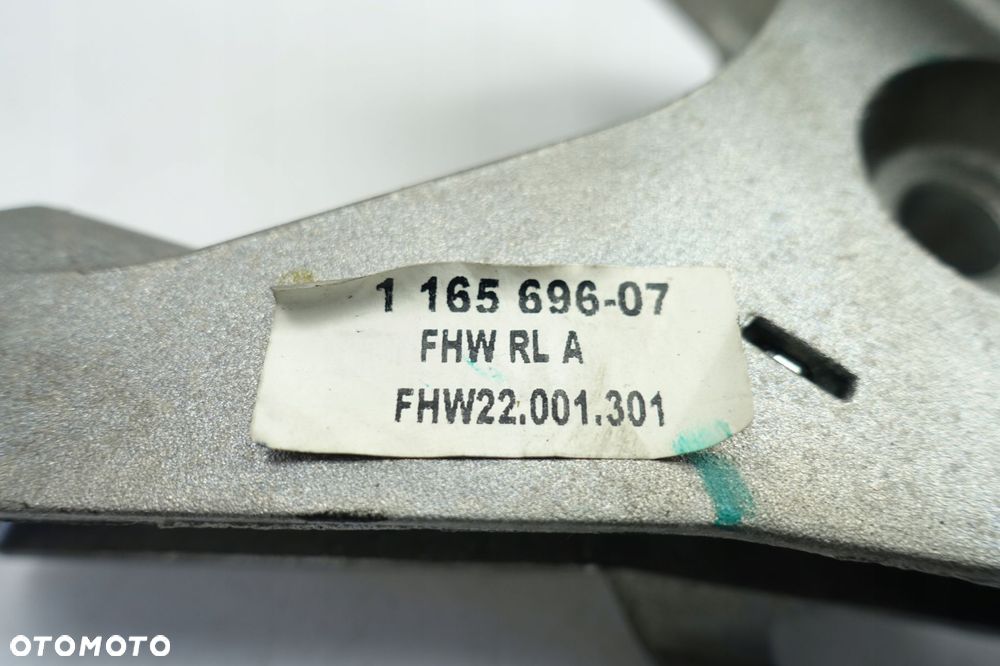 1 165 696-07
FHW RL A
FHW22.001.301
OTOMOTO